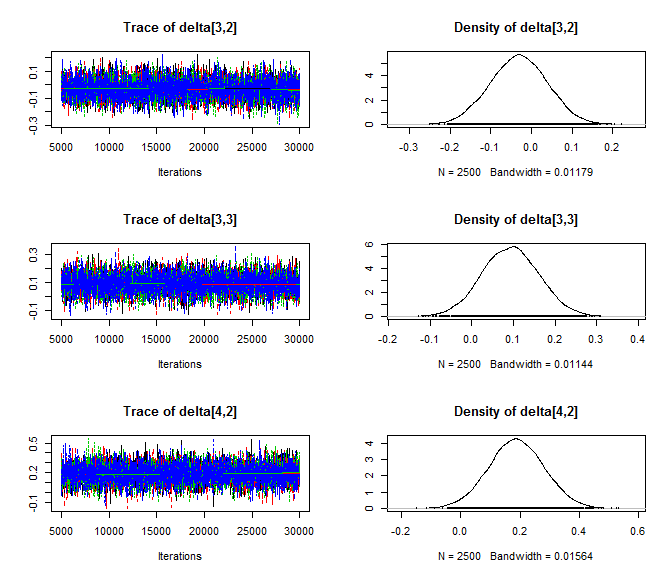 Trace of delta[3,2]
0.1
-0.1
-0.3
5000 10000 15000 20000 25000 30000
Iterations
Density of delta[3,2]
4
2
0
-0.3 -0.2 -0.1 0.0 0.1 0.2
N = 2500 Bandwidth = 0.01179
Trace of delta[3,3]
0.3
0.1
-0.1
5000 10000 15000 20000 25000 30000
Iterations
Density of delta[3,3]
6
4
2
0
-0.2 -0.1 0.0 0.1 0.2 0.3 0.4
N = 2500 Bandwidth = 0.01144
Trace of delta[4,2]
0.5
0.2
-0.1
5000 10000 15000 20000 25000 30000
Iterations
Density of delta[4,2]
4
3
2
1
0
-0.2 0.0 0.2 0.4 0.6
N = 2500 Bandwidth = 0.01564